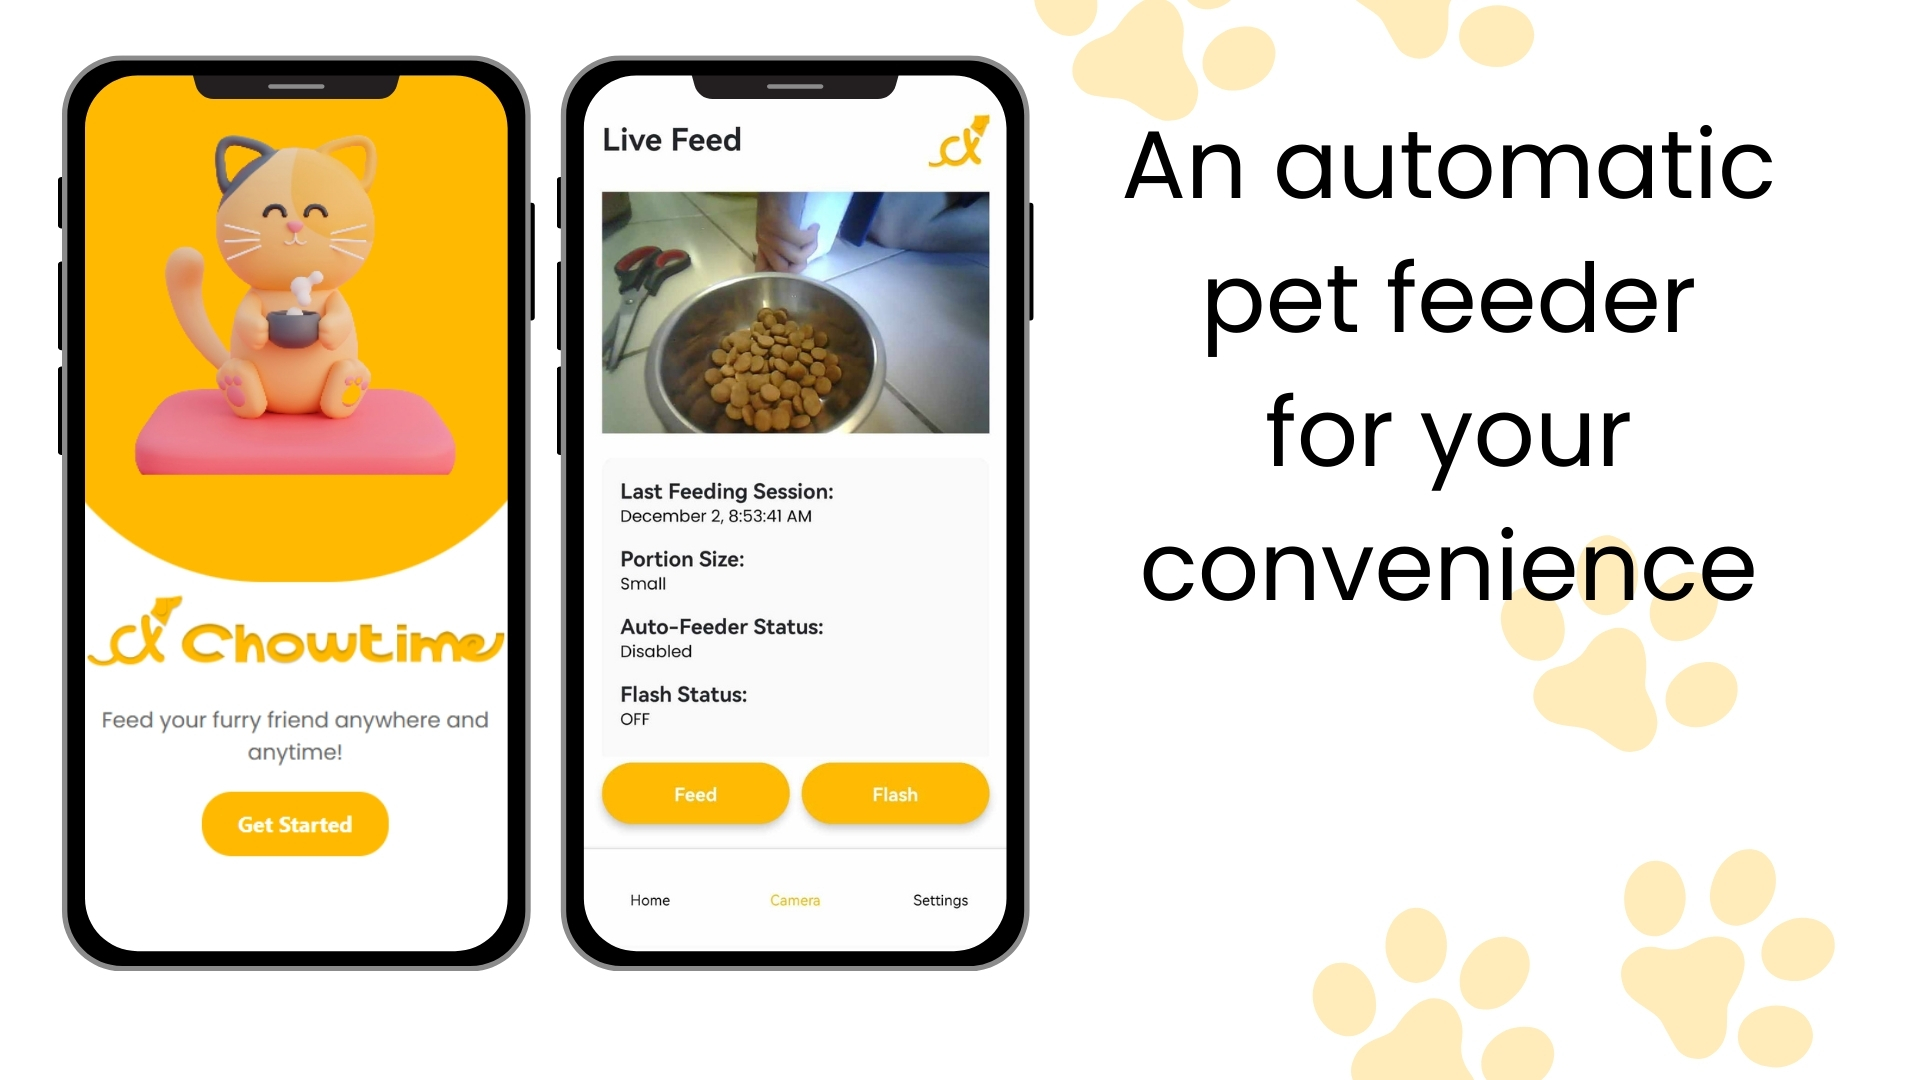 Chowtime
Feed your furry friend anywhere and
anytime!
Get Started
Live Feed
Last Feeding Session:
December 2, 8:53:41 AM
Portion Size:
Small
Auto-Feeder Status:
Disabled
Flash Status:
OFF
Feed
Flash
Home
Camera
Settings
An automatic
pet feeder
for your
convenience